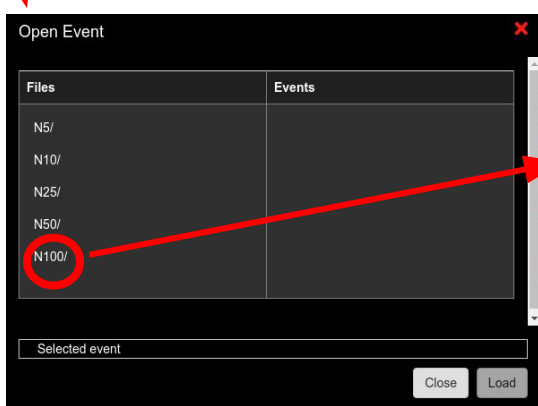 Open Event
Files Events
N5/
N10/
N25/
N50/
N100/
Selected event
Close Load